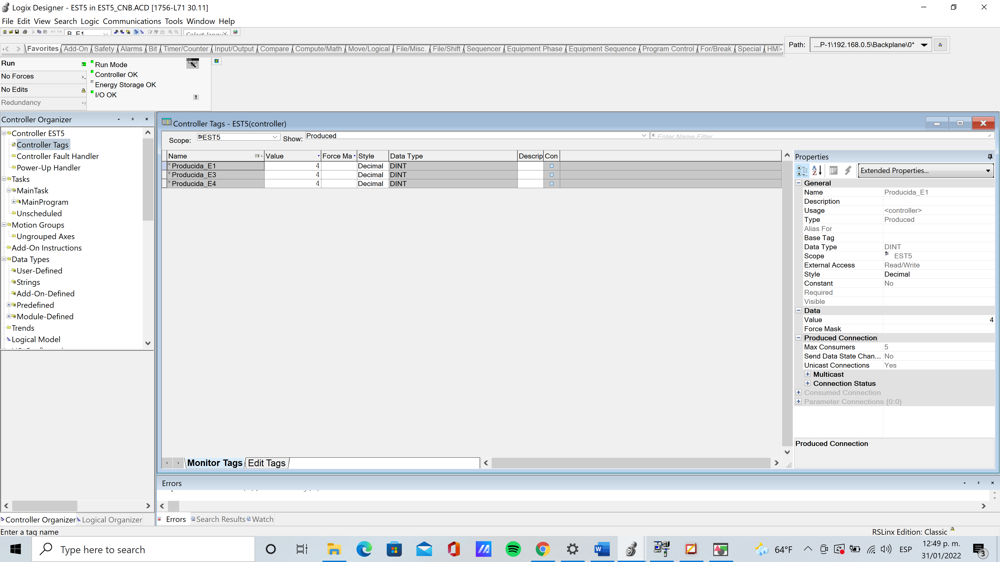 Logix Designer - EST5 in EST5_CNB.ACD [1756-L71 30.11]
File Edit View Search Logic Communications Tools Window Help
B_E1
Favorites Add-On Safety Alarms Bit Timer/Counter Input/Output Compare Compute/Math Move/Logical File/Misc. File/Shift Sequencer Equipment Phase Equipment Sequence Program Control For/Break Special
Path: ...P-1\192.168.0.5\Backplane\0*
Run
No Forces
No Edits
Redundancy
Run Mode
Controller OK
Energy Storage OK
I/O OK
Controller Organizer
Controller EST5
Controller Tags
Controller Fault Handler
Power-Up Handler
Tasks
MainTask
MainProgram
Unscheduled
Motion Groups
Ungrouped Axes
Add-On Instructions
Data Types
User-Defined
Strings
Add-On-Defined
Predefined
Module-Defined
Trends
Logical Model
Controller Organizer Logical Organizer
Controller Tags - EST5(controller)
Scope: EST5 Show: Produced Enter Name Filter
Name Value Force Ma Style Data Type Descrip Con
Producida_E1 4 Decimal DINT
Producida_E3 4 Decimal DINT
Producida_E4 4 Decimal DINT
Monitor Tags Edit Tags
Properties
Extended Properties...
General
Name Producida_E1
Description
Usage <controller>
Type Produced
Alias For
Base Tag
Data Type DINT
Scope EST5
External Access Read/Write
Style Decimal
Constant No
Required
Visible
Data
Value 4
Force Mask
Produced Connection
Max Consumers 5
Send Data State Chan... No
Unicast Connections Yes
Multicast
Connection Status
Consumed Connection
Parameter Connections {0:0}
Produced Connection
Errors
Errors Search Results Watch
Enter a tag name
RSLinx Edition: Classic
Type here to search
64°F
ESP
12:49 p. m.
31/01/2022
3